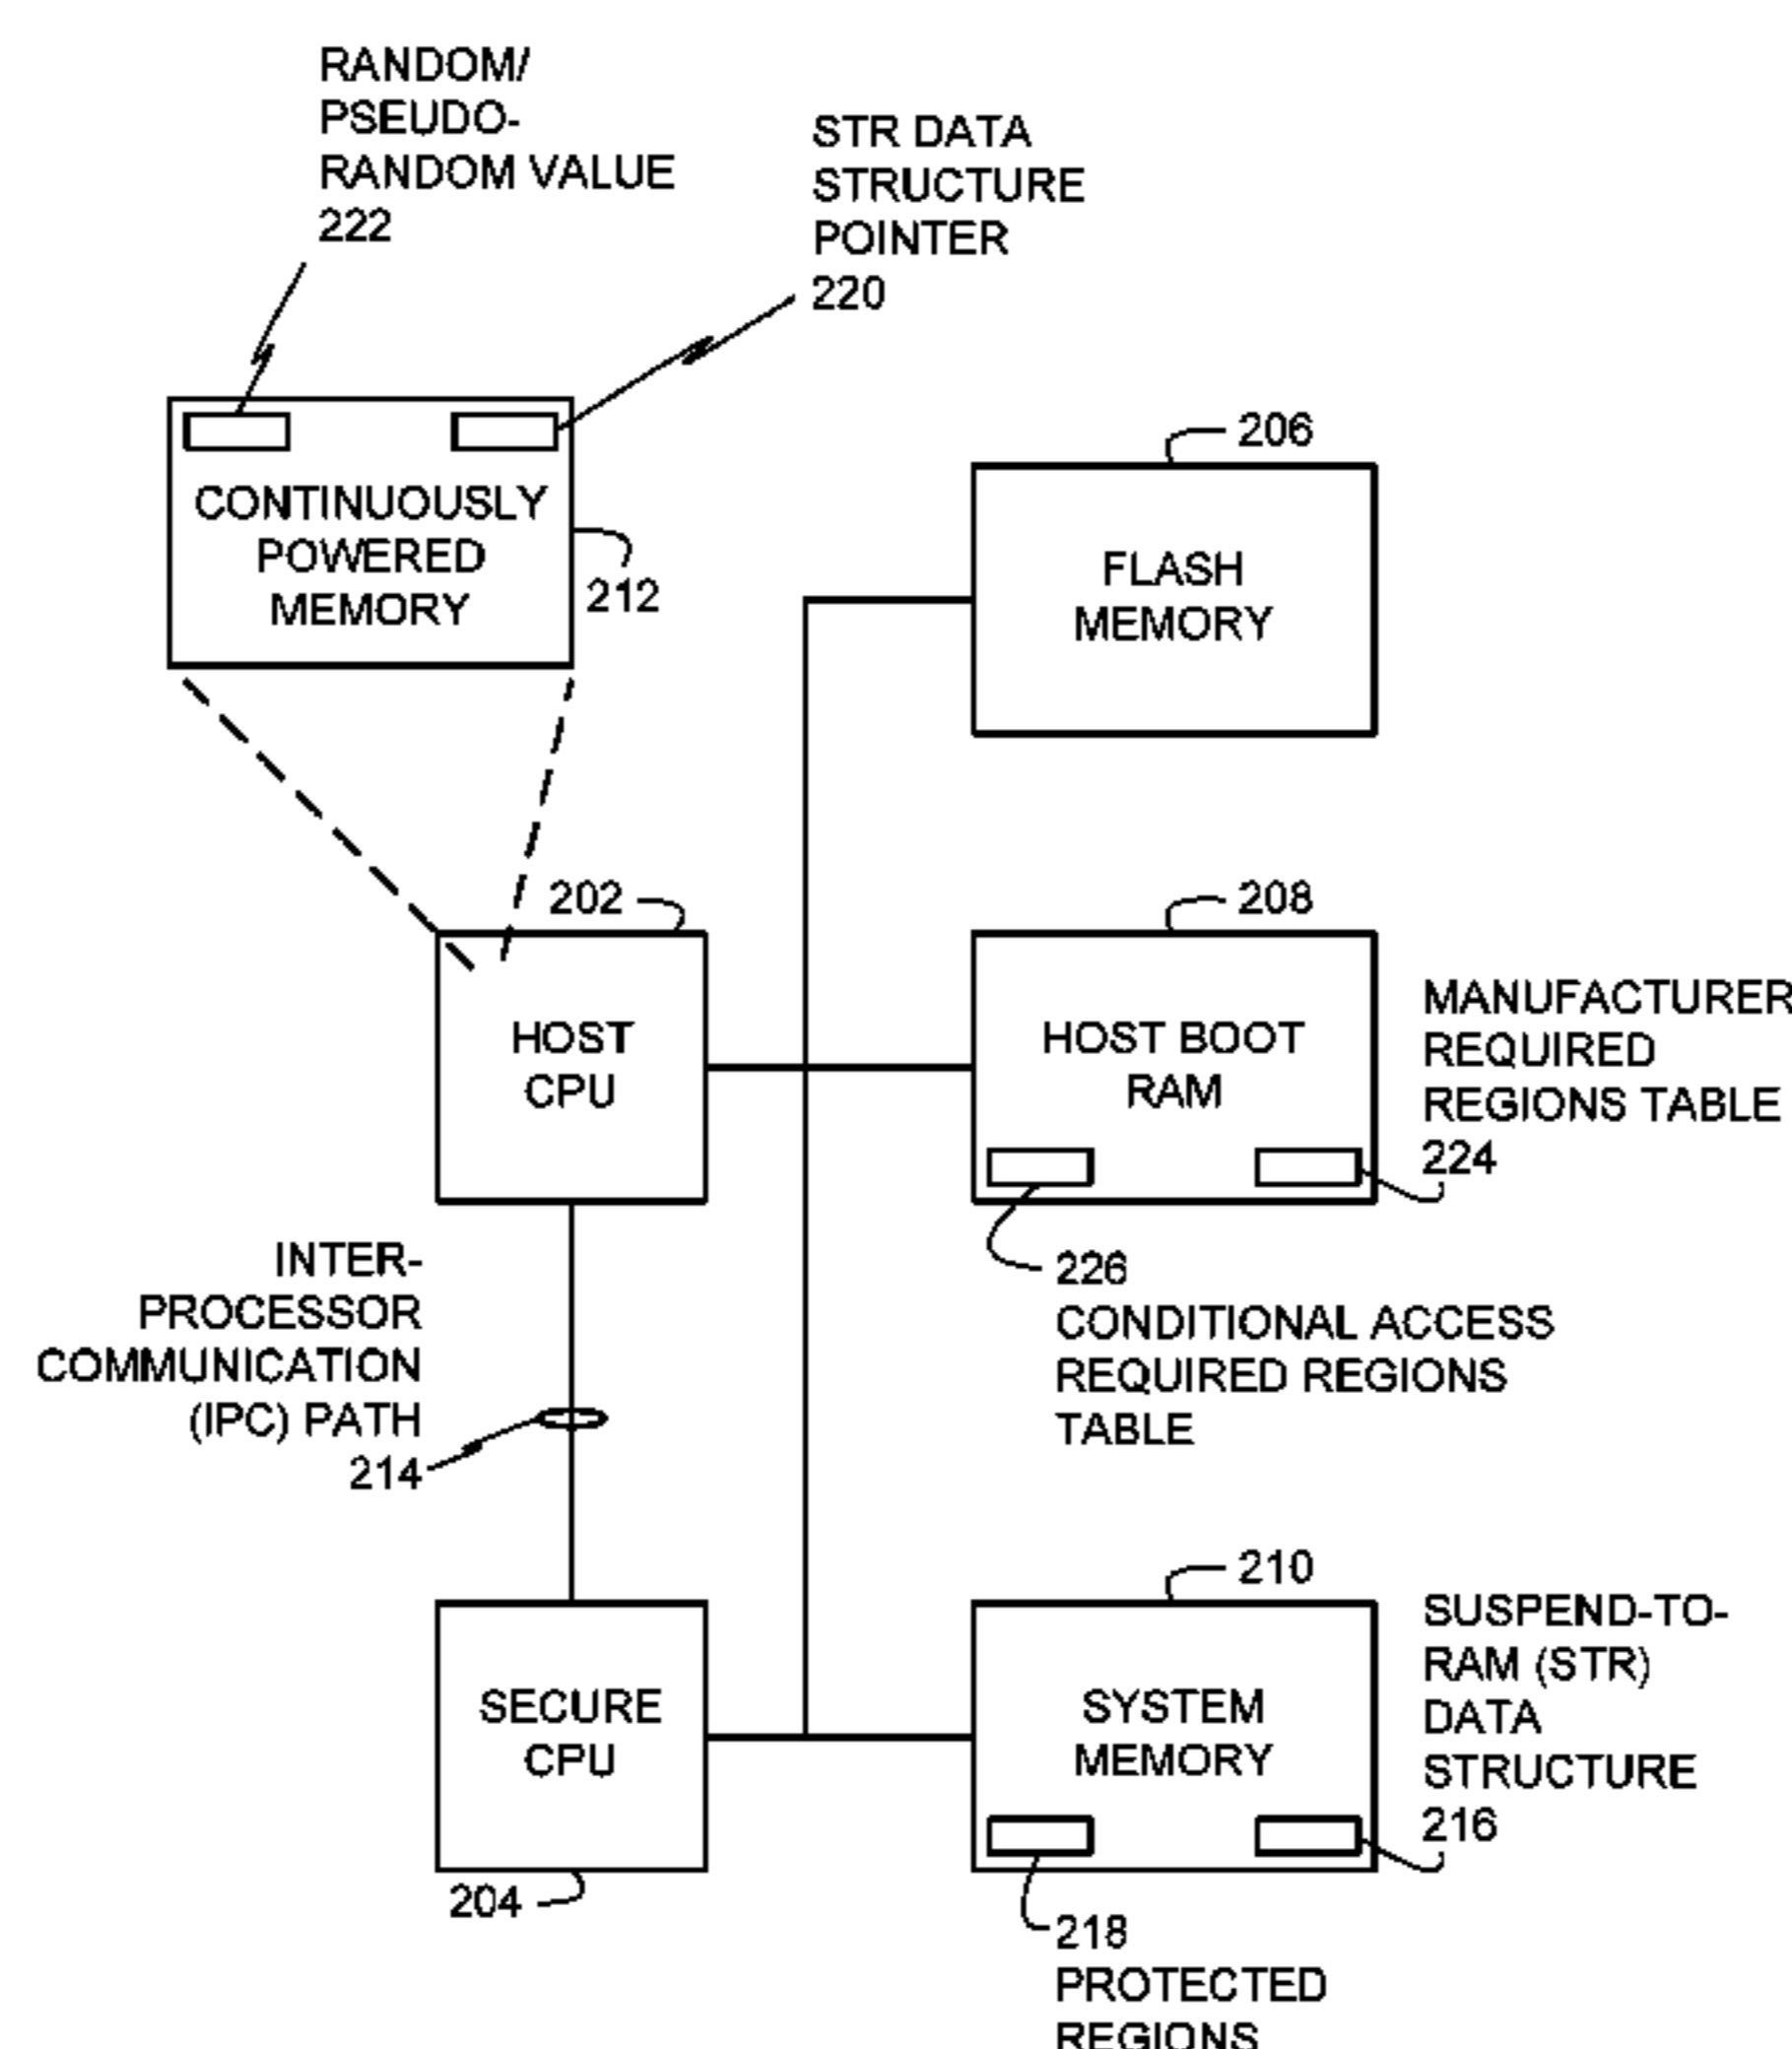 RANDOM/
PSEUDO-
RANDOM VALUE
222
STR DATA
STRUCTURE
POINTER
220
CONTINUOUSLY
POWERED
MEMORY
212
206
FLASH
MEMORY
202
HOST
CPU
208
HOST BOOT
RAM
MANUFACTURER
REQUIRED
REGIONS TABLE
224
226
CONDITIONAL ACCESS
REQUIRED REGIONS
TABLE
INTER-
PROCESSOR
COMMUNICATION
(IPC) PATH
214
SECURE
CPU
204
210
SYSTEM
MEMORY
SUSPEND-TO-
RAM (STR)
DATA
STRUCTURE
216
218
PROTECTED
REGIONS